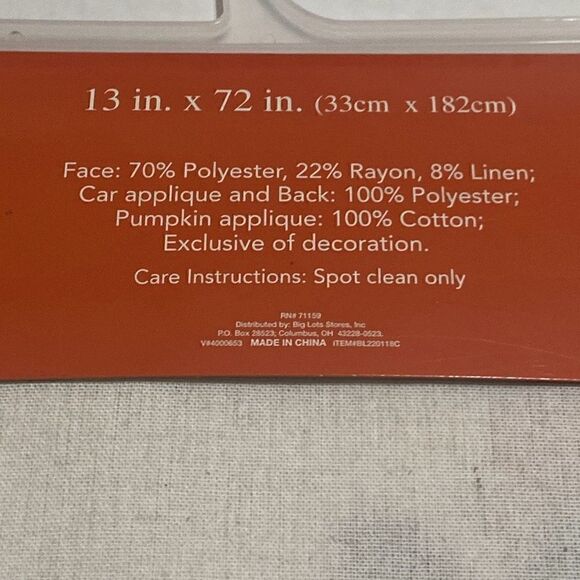 13 in. x 72 in. (33cm x 182cm)
Face: 70% Polyester, 22% Rayon, 8% Linen;
Car applique and Back: 100% Polyester;
Pumpkin applique: 100% Cotton;
Exclusive of decoration.
Care Instructions: Spot clean only
RN# 71159
Distributed by: Big Lots Stores, Inc
P.O. Box 28523; Columbus, OH 43228-0523.
V#4000653 MADE IN CHINA ITEM#BL220118C